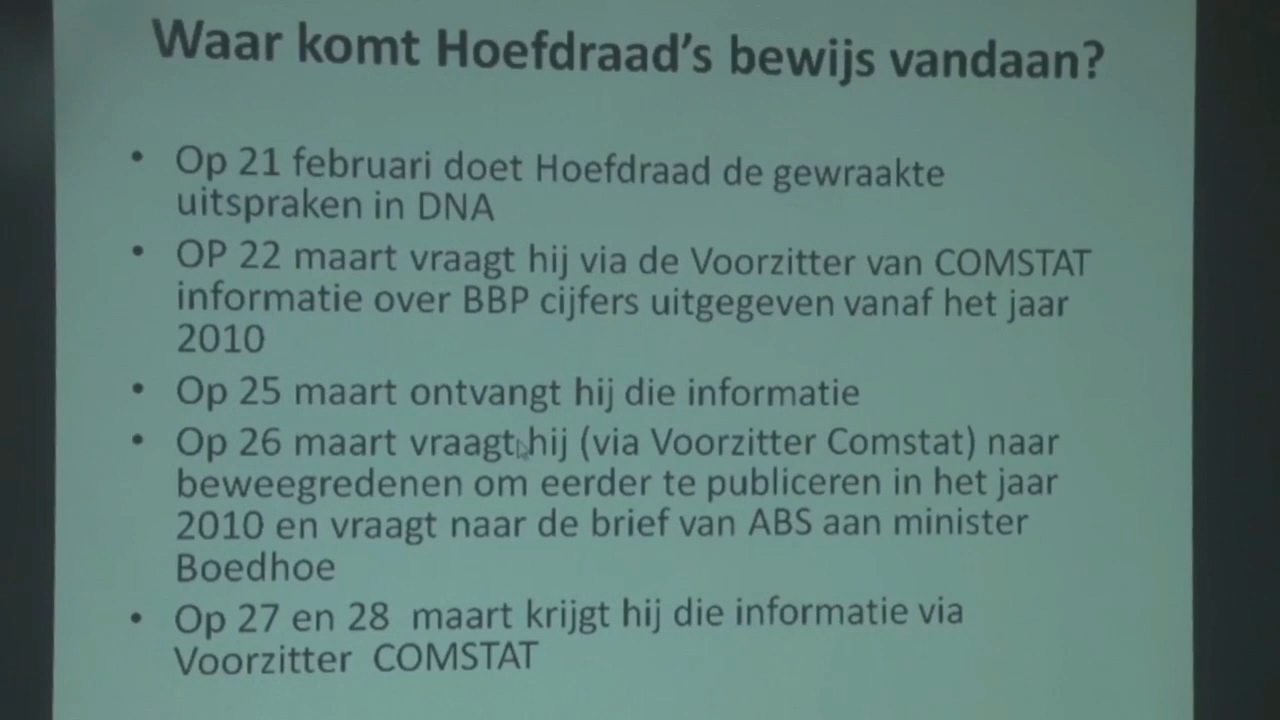 Waar komt Hoefdraad's bewijs vandaan?
• Op 21 februari doet Hoefdraad de gewraakte
uitspraken in DNA
• OP 22 maart vraagt hij via de Voorzitter van COMSTAT
informatie over BBP cijfers uitgegeven vanaf het jaar
2010
• Op 25 maart ontvangt hij die informatie
• Op 26 maart vraagt hij (via Voorzitter Comstat) naar
beweegredenen om eerder te publiceren in het jaar
2010 en vraagt naar de brief van ABS aan minister
Boedhoe
• Op 27 en 28  maart krijgt hij die informatie via
Voorzitter  COMSTAT